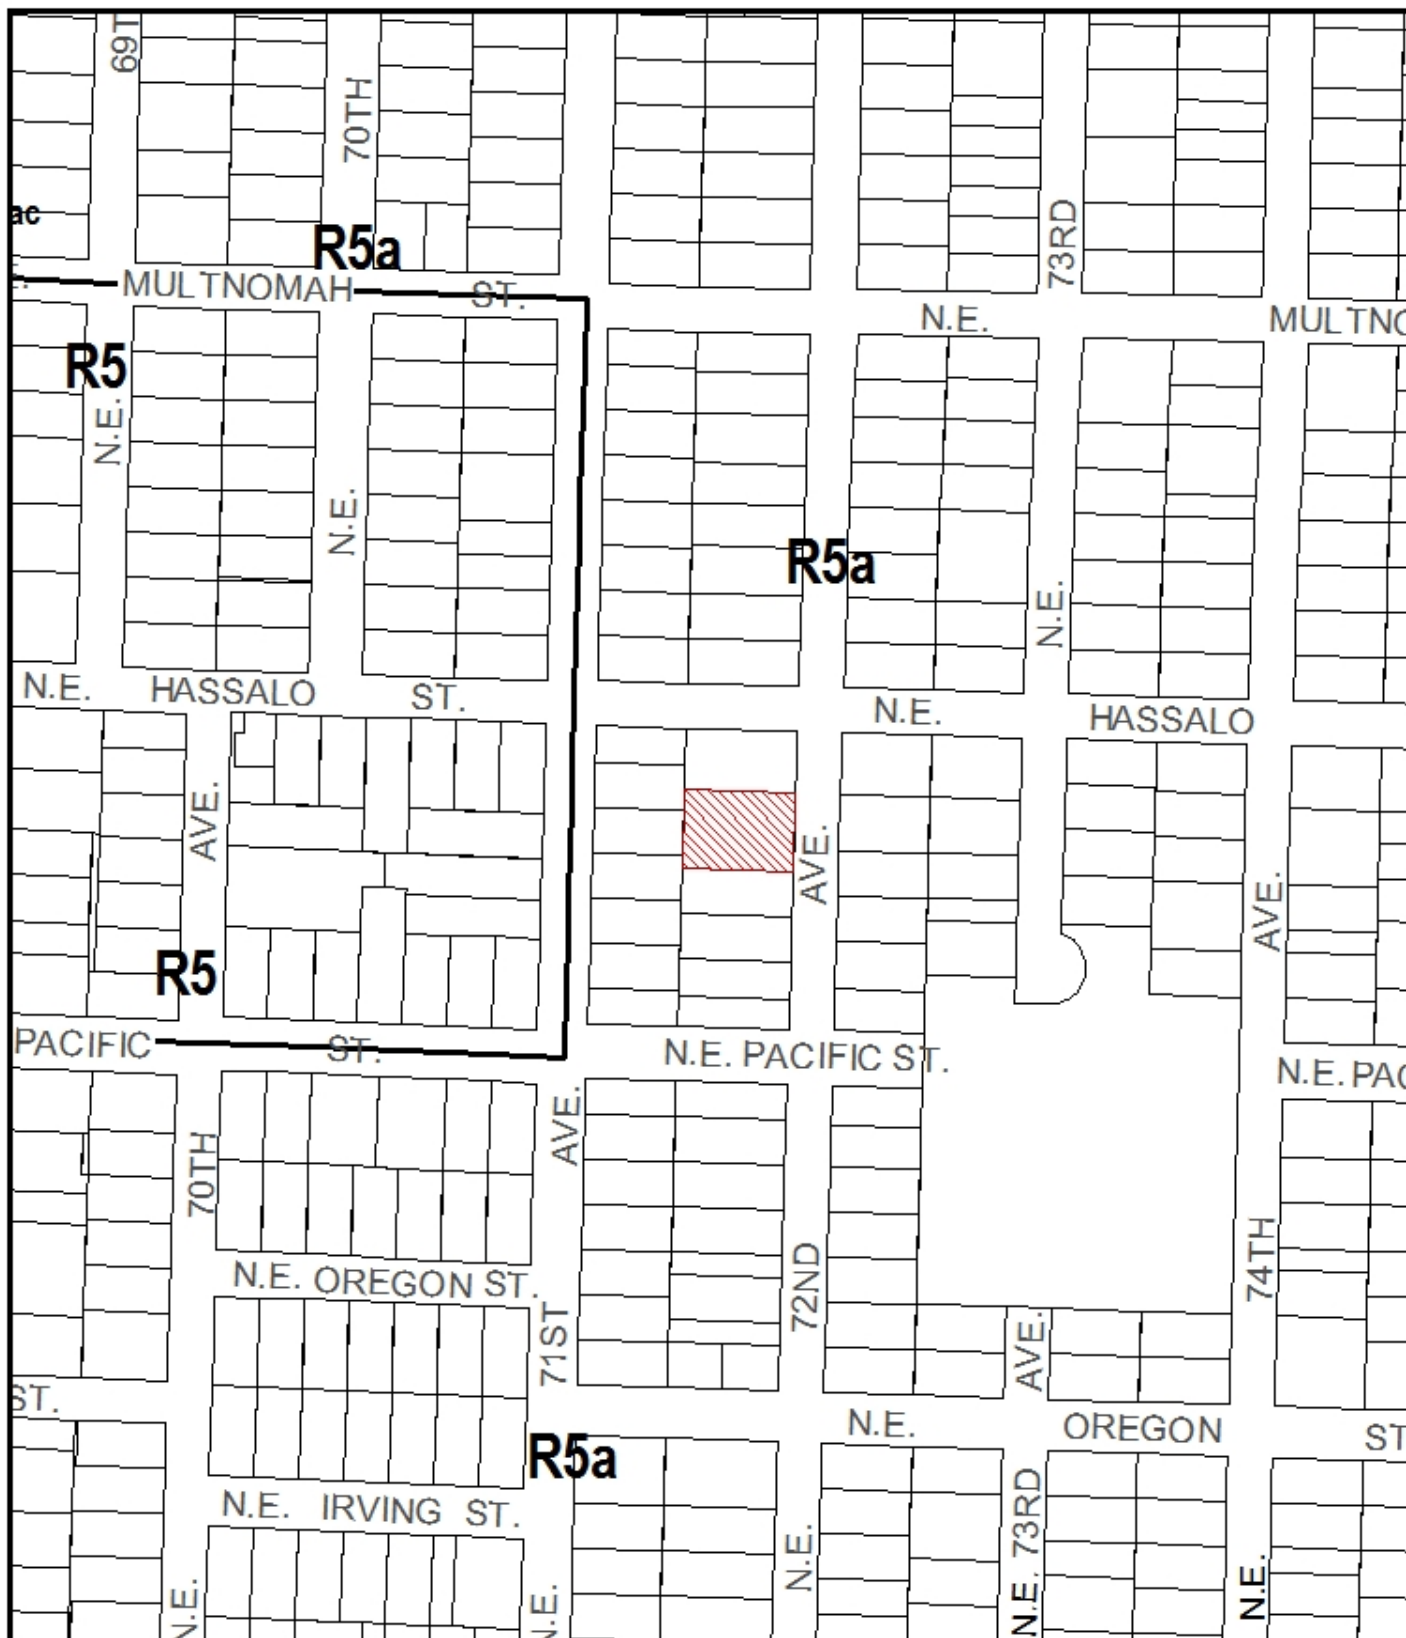 69T
70TH
73RD
ac
R5a
MULTNOMAH
ST.
N.E.
MULTNO
R5
N.E.
N.E.
R5a
N.E.
N.E.
HASSALO
ST.
N.E.
HASSALO
AVE.
AVE.
AVE.
R5
PACIFIC
ST.
N.E. PACIFIC ST.
N.E. PAC
AVE.
70TH
74TH
N.E. OREGON ST.
72ND
71ST
AVE.
ST.
N.E.
OREGON
ST
R5a
N.E. IRVING ST.
N.E. 73RD
N.E.
N.E.
N.E.
N.E.